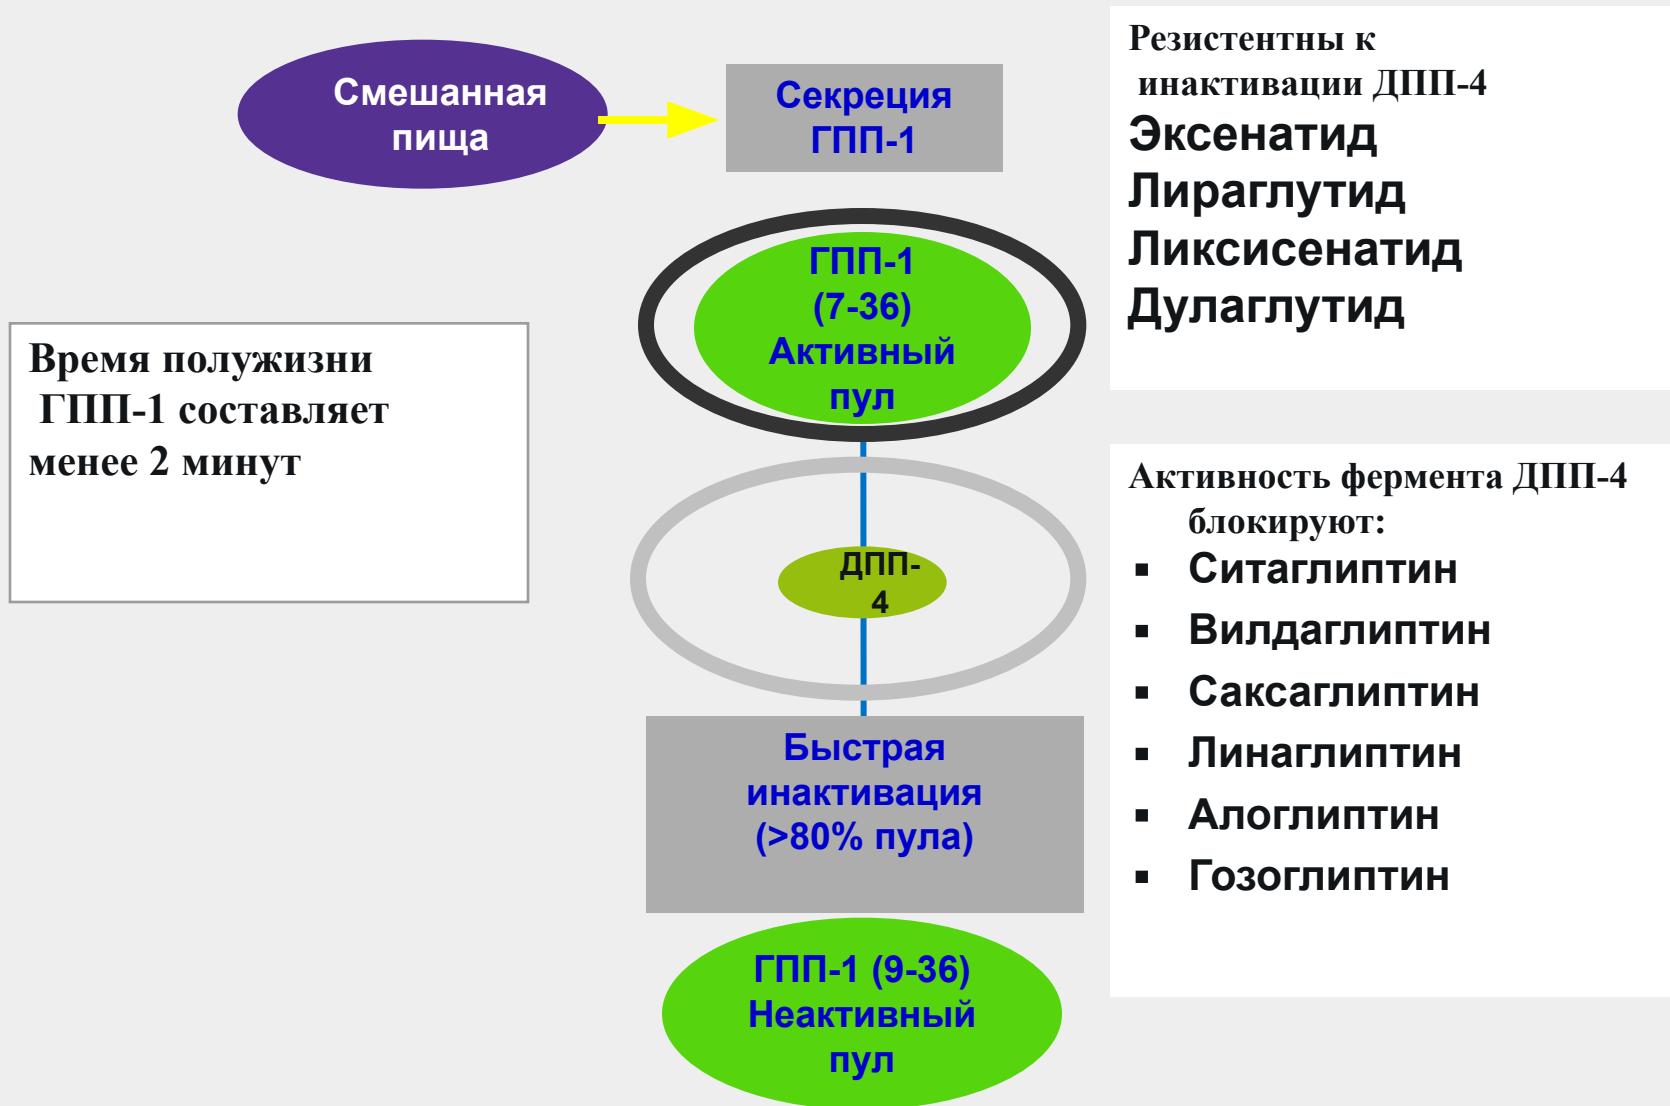 Смешанная
пища
Секреция
ГПП-1
ГПП-1
(7-36)
Активный
пул
Время полужизни
ГПП-1 составляет
менее 2 минут
ДПП-
4
Быстрая
инактивация
(>80% пула)
ГПП-1 (9-36)
Неактивный
пул
Резистентны к
инактивации ДПП-4
Эксенатид
Лираглутид
Ликсисенатид
Дулаглутид
Активность фермента ДПП-4
блокируют:
▪ Ситаглиптин
▪ Вилдаглиптин
▪ Саксаглиптин
▪ Линаглиптин
▪ Алоглиптин
▪ Гозоглиптин